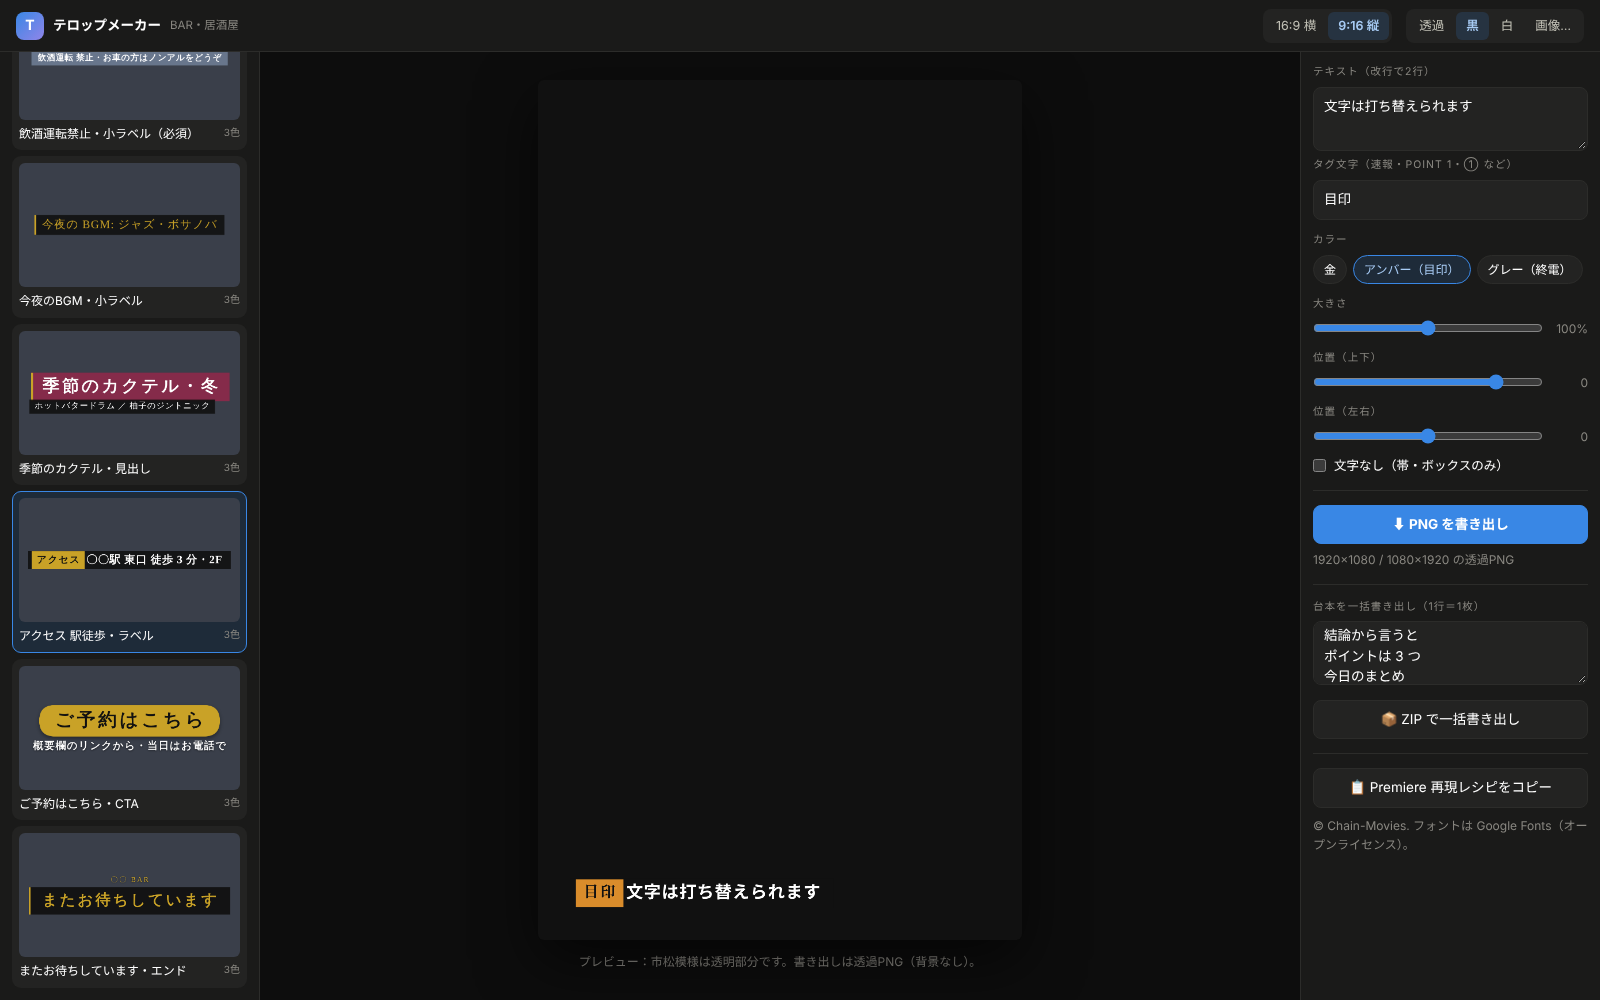 T テロップメーカー BAR・居酒屋
16:9 横 9:16 縦 透過 黒 白 画像...
飲酒運転 禁止・お車の方はノンアルをどうぞ
飲酒運転禁止・小ラベル（必須） 3色
今夜の BGM: ジャズ・ボサノバ
今夜のBGM・小ラベル 3色
季節のカクテル・冬
ホットバタードラム ／ 柚子のジントニック
季節のカクテル・見出し 3色
アクセス 〇〇駅 東口 徒歩 3 分・2F
アクセス 駅徒歩・ラベル 3色
ご予約はこちら
概要欄のリンクから・当日はお電話で
ご予約はこちら・CTA 3色
〇〇 BAR
またお待ちしています
またお待ちしています・エンド 3色
目印 文字は打ち替えられます
プレビュー：市松模様は透明部分です。書き出しは透過PNG（背景なし）。
テキスト（改行で2行）
文字は打ち替えられます
タグ文字（速報・POINT 1・① など）
目印
カラー
金 アンバー（目印） グレー（終電）
大きさ
100%
位置（上下）
0
位置（左右）
0
文字なし（帯・ボックスのみ）
⬇ PNG を書き出し
1920×1080 / 1080×1920 の透過PNG
台本を一括書き出し（1行＝1枚）
結論から言うと
ポイントは 3 つ
今日のまとめ
📦 ZIP で一括書き出し
📋 Premiere 再現レシピをコピー
© Chain-Movies. フォントは Google Fonts（オー
プンライセンス）。